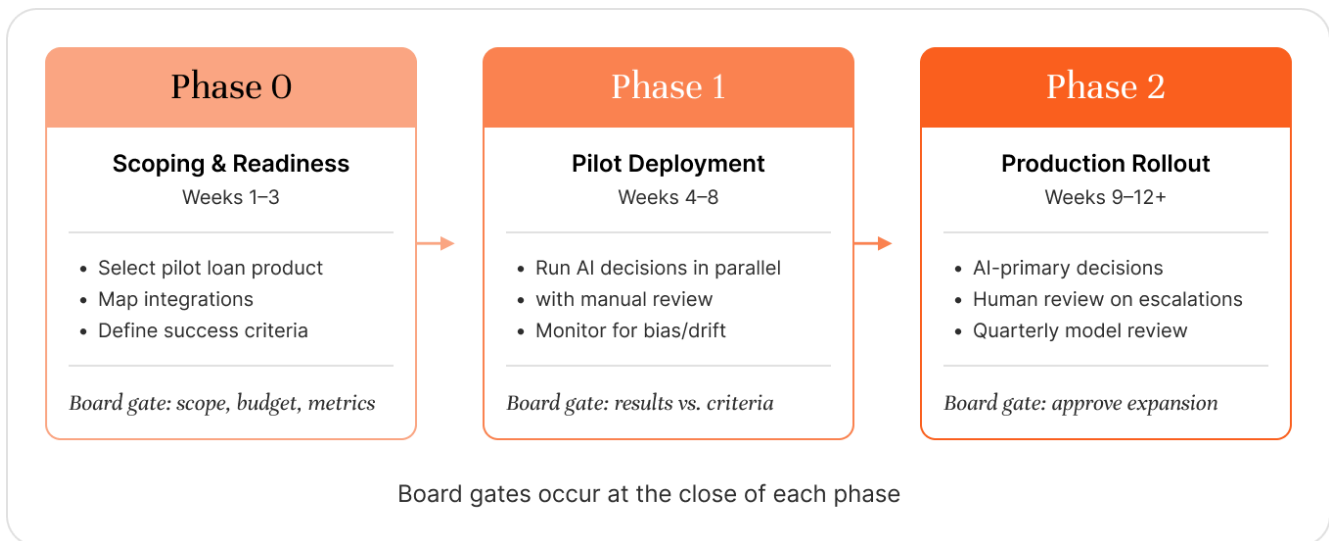 Phase 0
Scoping & Readiness
Weeks 1–3
• Select pilot loan product
• Map integrations
• Define success criteria
Board gate: scope, budget, metrics
Phase 1
Pilot Deployment
Weeks 4–8
• Run AI decisions in parallel
• with manual review
• Monitor for bias/drift
Board gate: results vs. criteria
Phase 2
Production Rollout
Weeks 9–12+
• AI-primary decisions
• Human review on escalations
• Quarterly model review
Board gate: approve expansion
Board gates occur at the close of each phase